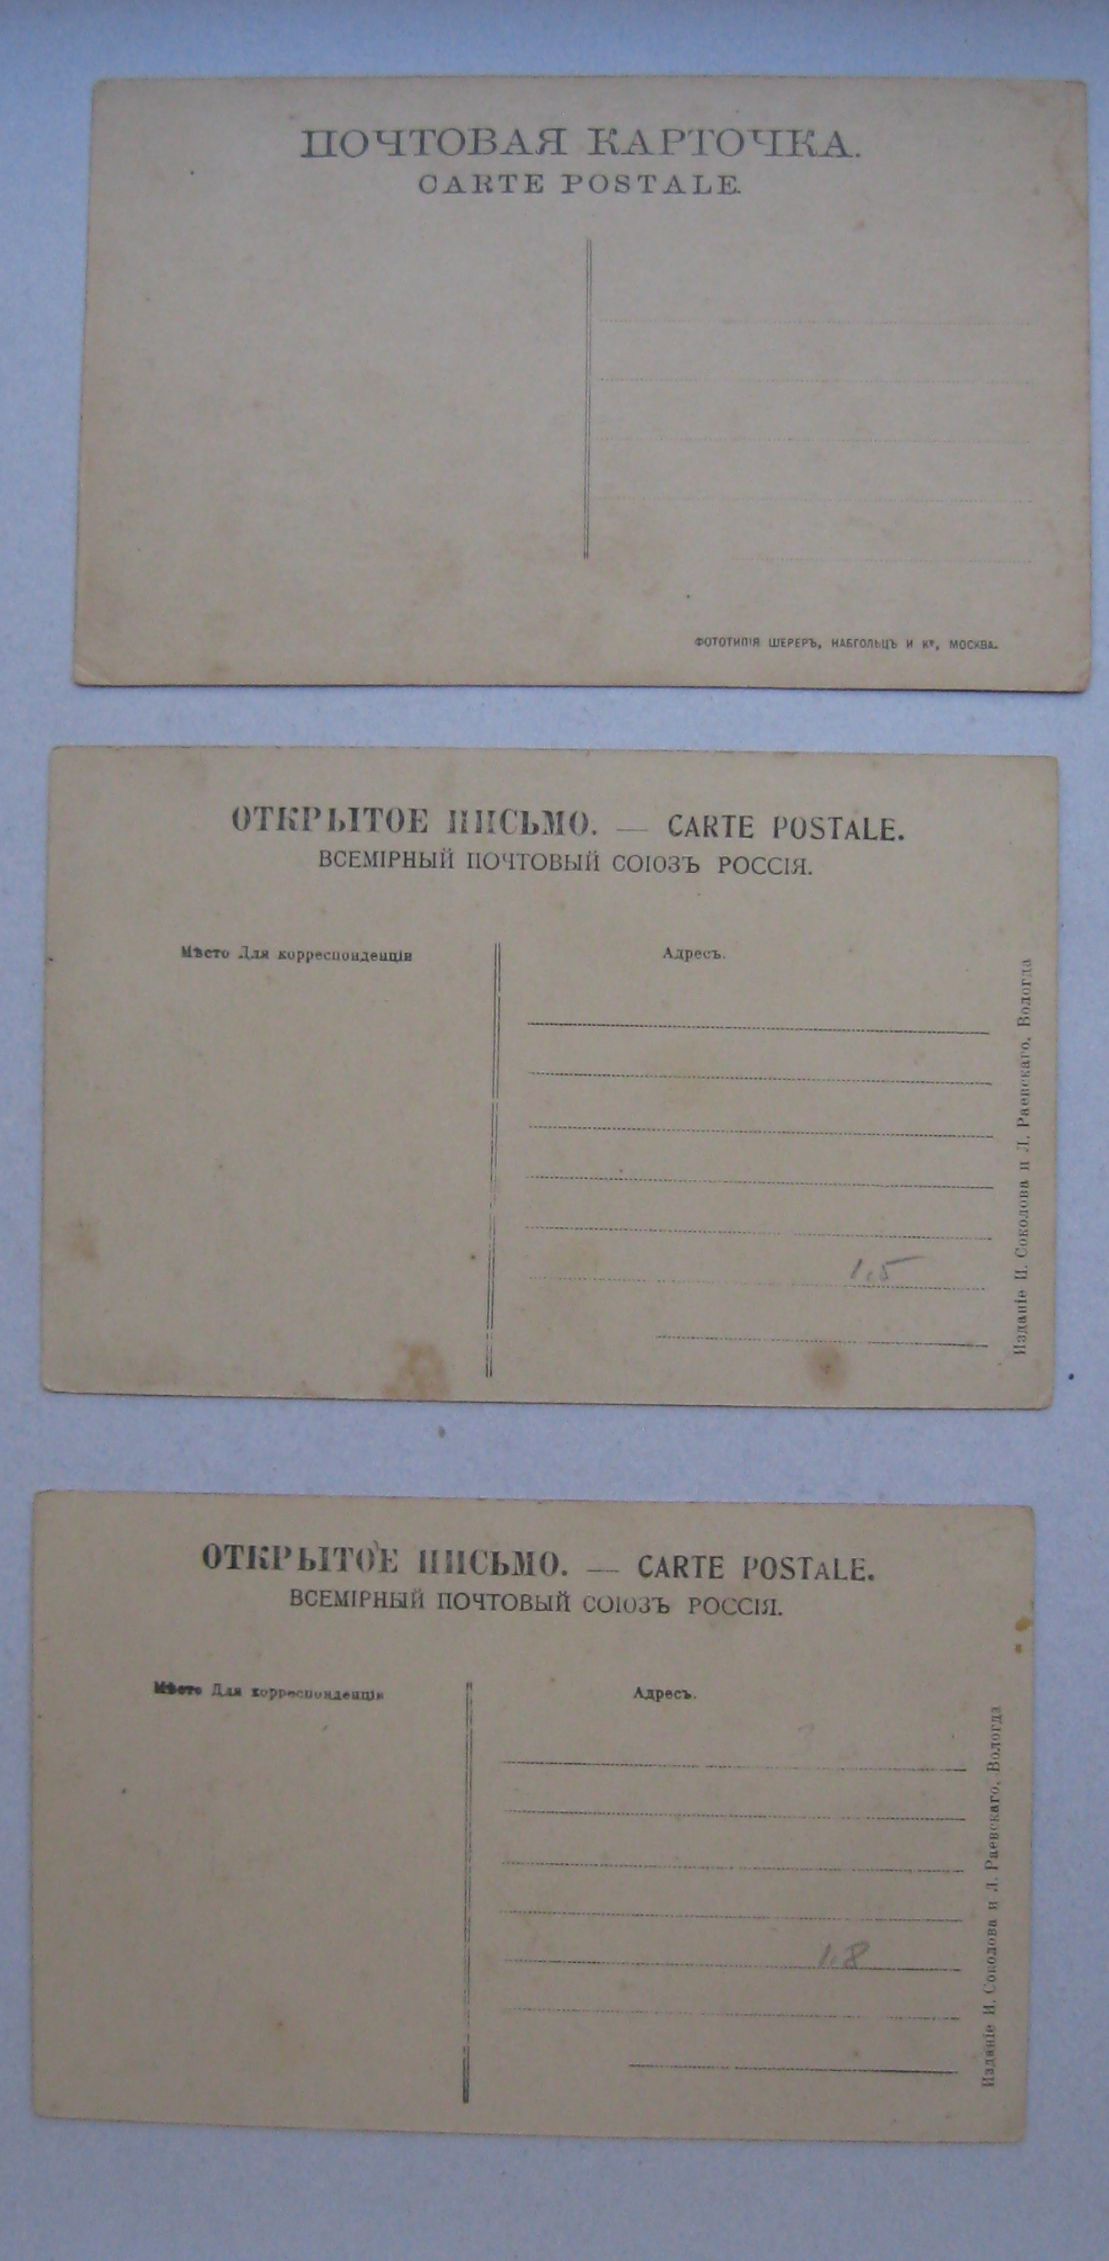 ПОЧТОВАЯ КАРТОЧКА.
CARTE POSTALE.
ФОТОТИПІЯ ШЕРЕРЪ, НАБГОЛЬЦЪ И Кº, МОСКВА.
ОТКРЫТОЕ ПИСЬМО. — CARTE POSTALE.
ВСЕМІРНЫЙ ПОЧТОВЫЙ СОЮЗЪ РОССІЯ.
Мѣсто Для корреспонденціи
Адресъ.
1.5
Изданіе И. Соколова и Л. Раевскаго, Вологда
ОТКРЫТОЕ ПИСЬМО. — CARTE POSTALE.
ВСЕМІРНЫЙ ПОЧТОВЫЙ СОЮЗЪ РОССІЯ.
Мѣсто Для корреспонденціи
Адресъ.
1.8
Изданіе И. Соколова и Л. Раевскаго, Вологда